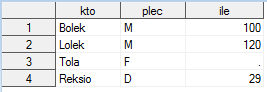 kto plec ile
1 Bolek M 100
2 Lolek M 120
3 Tola F .
4 Reksio D 29